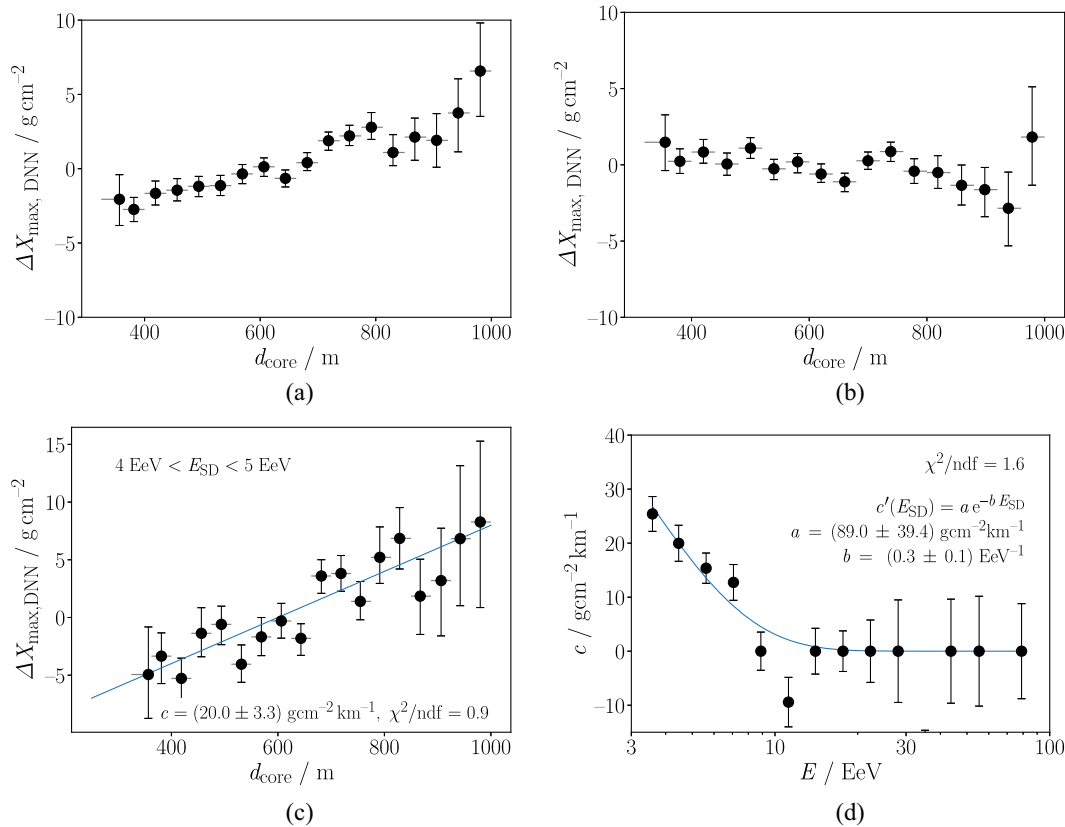 10
5
0
−5
−10
ΔX_max, DNN / g cm⁻²
400 600 800 1000
d_core / m
(a)
10
5
0
−5
−10
ΔX_max, DNN / g cm⁻²
400 600 800 1000
d_core / m
(b)
15
10
5
0
−5
ΔX_max,DNN / g cm⁻²
4 EeV < E_SD < 5 EeV
c = (20.0 ± 3.3) gcm⁻² km⁻¹, χ²/ndf = 0.9
400 600 800 1000
d_core / m
(c)
40
30
20
10
0
−10
c / gcm⁻² km⁻¹
χ²/ndf = 1.6
c′(E_SD) = a e^(−b E_SD)
a = (89.0 ± 39.4) gcm⁻²km⁻¹
b = (0.3 ± 0.1) EeV⁻¹
3 10 30 100
E / EeV
(d)